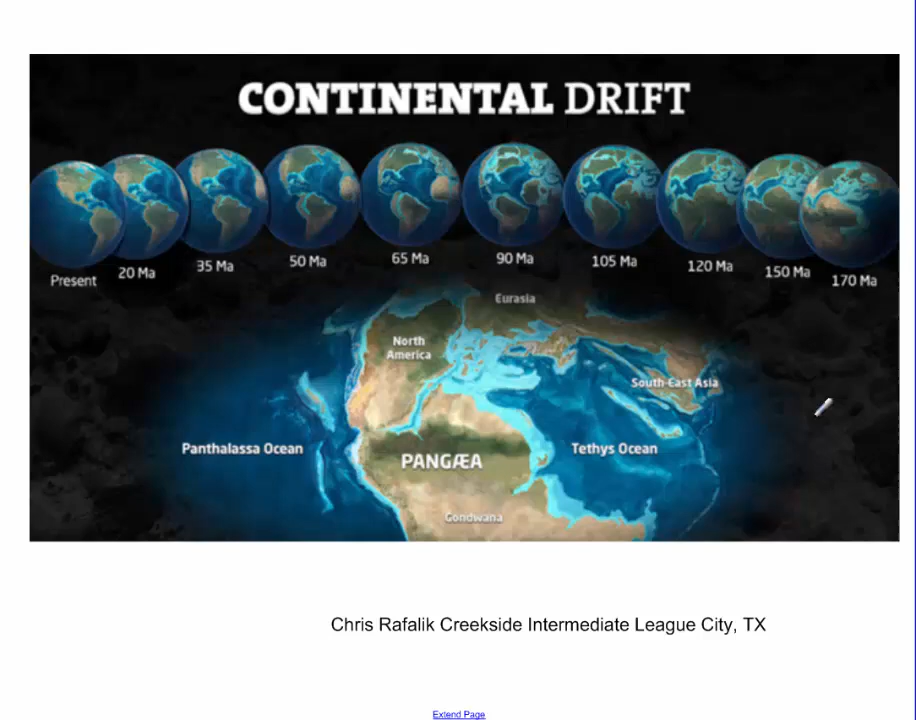 CONTINENTAL DRIFT
Present
20 Ma
35 Ma
50 Ma
65 Ma
90 Ma
105 Ma
120 Ma
150 Ma
170 Ma
Eurasia
North
America
South East Asia
Panthalassa Ocean
PANGÆA
Tethys Ocean
Gondwana
Chris Rafalik Creekside Intermediate League City, TX
Extend Page